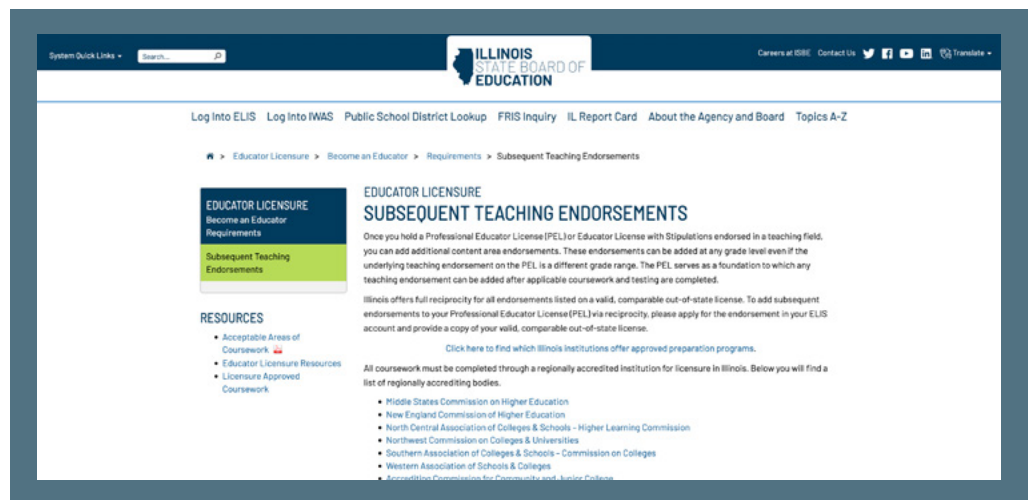 System Quick Links
Search...
ILLINOIS
STATE BOARD OF
EDUCATION
Careers at ISBE Contact Us Translate
Log Into ELIS Log Into IWAS Public School District Lookup FRIS Inquiry IL Report Card About the Agency and Board Topics A-Z
> Educator Licensure > Become an Educator > Requirements > Subsequent Teaching Endorsements
EDUCATOR LICENSURE
Become an Educator
Requirements
Subsequent Teaching
Endorsements
RESOURCES
• Acceptable Areas of
Coursework
• Educator Licensure Resources
• Licensure Approved
Coursework
EDUCATOR LICENSURE
SUBSEQUENT TEACHING ENDORSEMENTS
Once you hold a Professional Educator License (PEL) or Educator License with Stipulations endorsed in a teaching field,
you can add additional content area endorsements. These endorsements can be added at any grade level even if the
underlying teaching endorsement on the PEL is a different grade range. The PEL serves as a foundation to which any
teaching endorsement can be added after applicable coursework and testing are completed.
Illinois offers full reciprocity for all endorsements listed on a valid, comparable out-of-state license. To add subsequent
endorsements to your Professional Educator License (PEL) via reciprocity, please apply for the endorsement in your ELIS
account and provide a copy of your valid, comparable out-of-state license.
Click here to find which Illinois institutions offer approved preparation programs.
All coursework must be completed through a regionally accredited institution for licensure in Illinois. Below you will find a
list of regionally accrediting bodies.
• Middle States Commission on Higher Education
• New England Commission of Higher Education
• North Central Association of Colleges & Schools - Higher Learning Commission
• Northwest Commission on Colleges & Universities
• Southern Association of Colleges & Schools - Commission on Colleges
• Western Association of Schools & Colleges
• Accrediting Commission for Community and Junior College